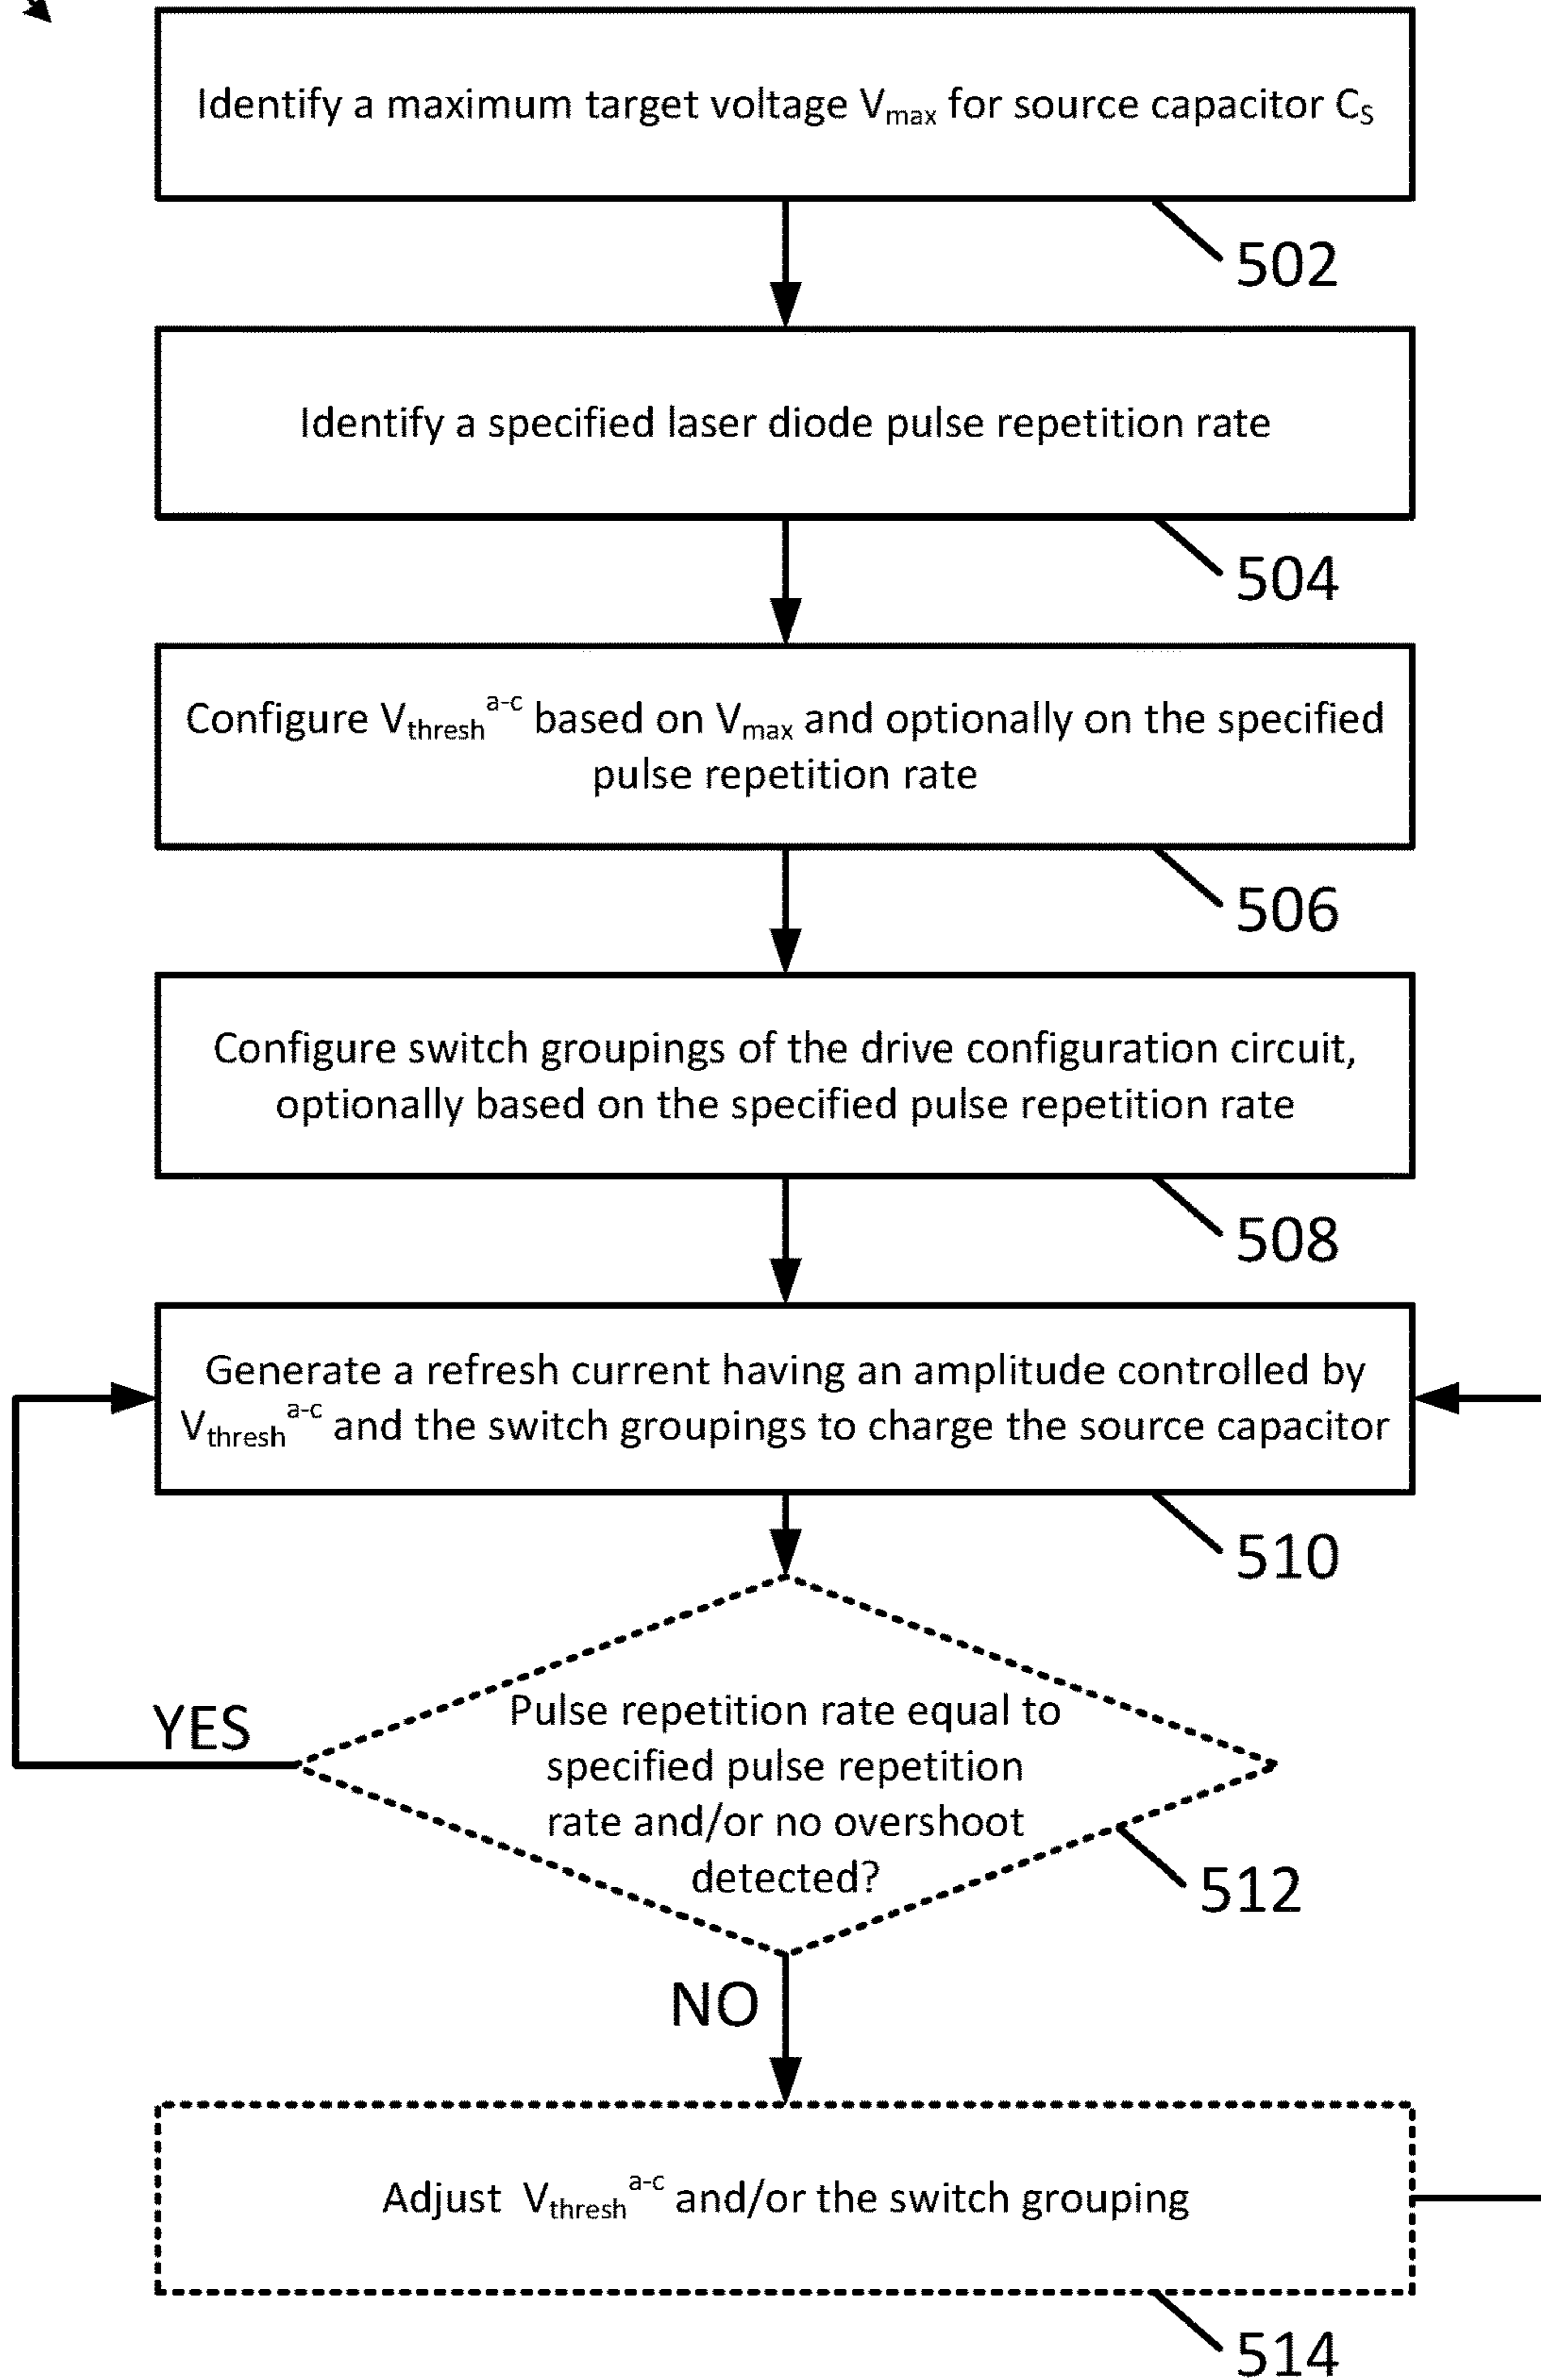 Identify a maximum target voltage Vmax for source capacitor CS
502
Identify a specified laser diode pulse repetition rate
504
Configure Vthresh a-c based on Vmax and optionally on the specified
pulse repetition rate
506
Configure switch groupings of the drive configuration circuit,
optionally based on the specified pulse repetition rate
508
Generate a refresh current having an amplitude controlled by
Vthresh a-c and the switch groupings to charge the source capacitor
510
YES
Pulse repetition rate equal to
specified pulse repetition
rate and/or no overshoot
detected?
512
NO
Adjust Vthresh a-c and/or the switch grouping
514